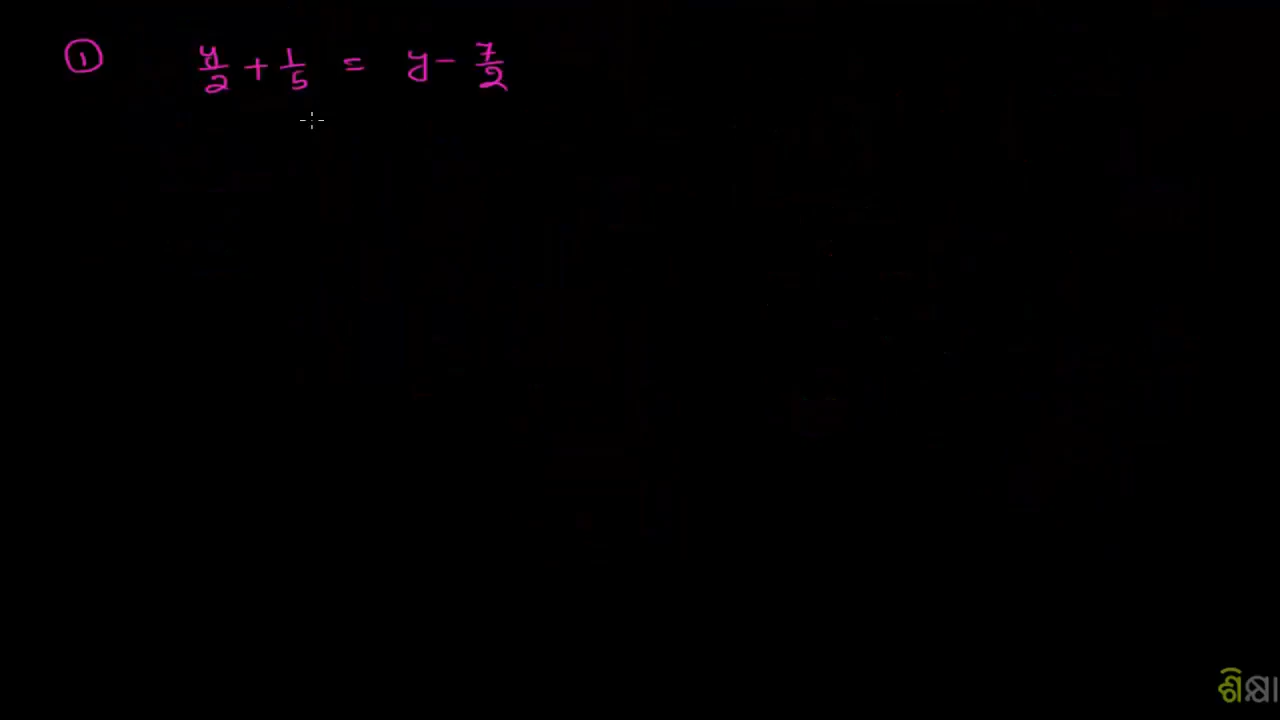 ① y/2 + 1/5 = y - 7/2
ଶିକ୍ଷା